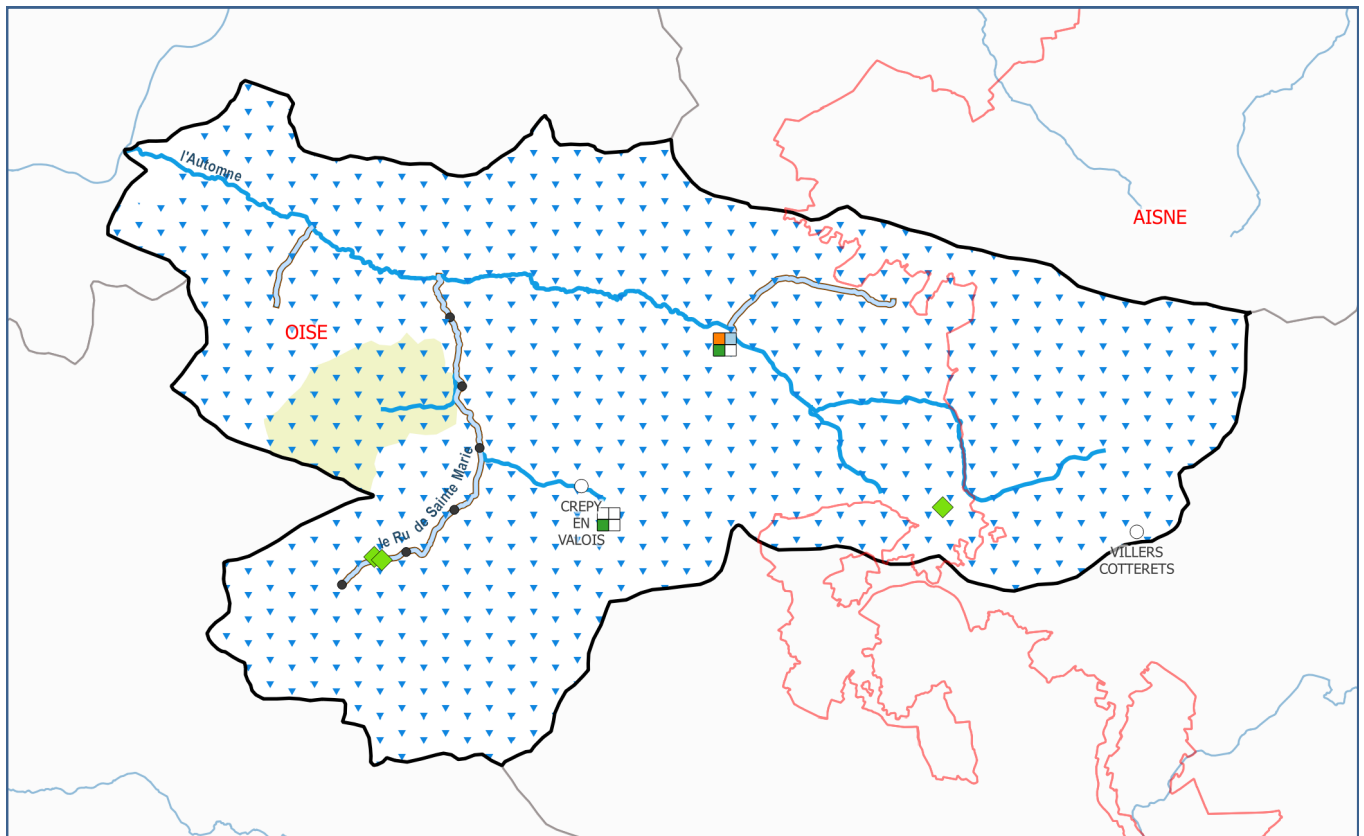 l'Automne
AISNE
OISE
le Ru de Sainte Marie
CREPY
EN
VALOIS
VILLERS
COTTERETS